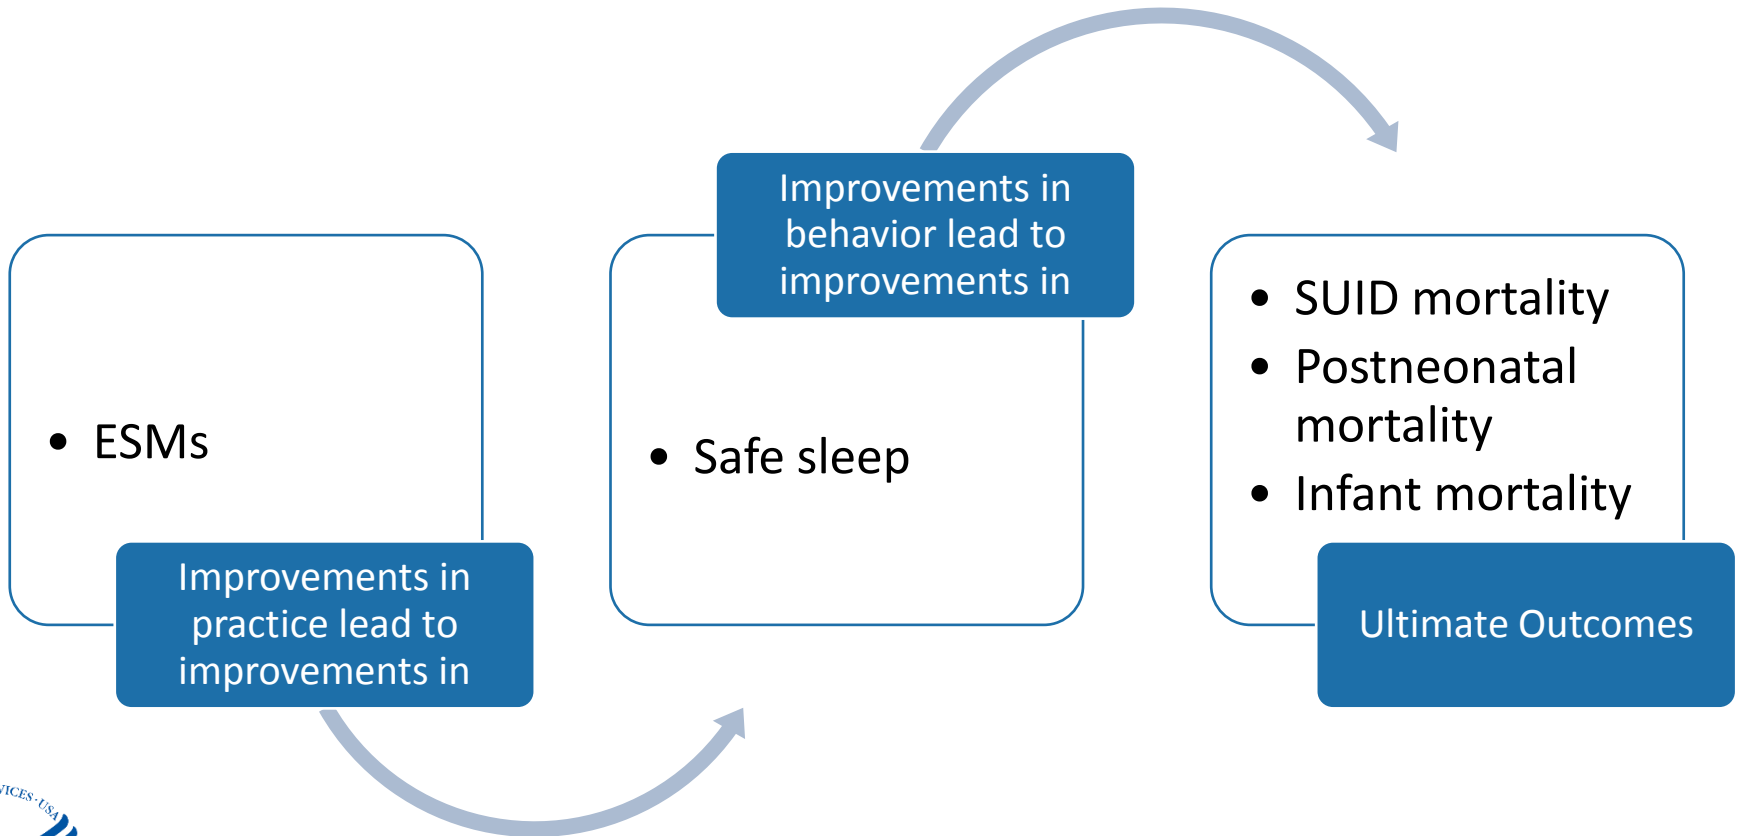 • ESMs
Improvements in
practice lead to
improvements in
Improvements in
behavior lead to
improvements in
• Safe sleep
• SUID mortality
• Postneonatal
mortality
• Infant mortality
Ultimate Outcomes
USA